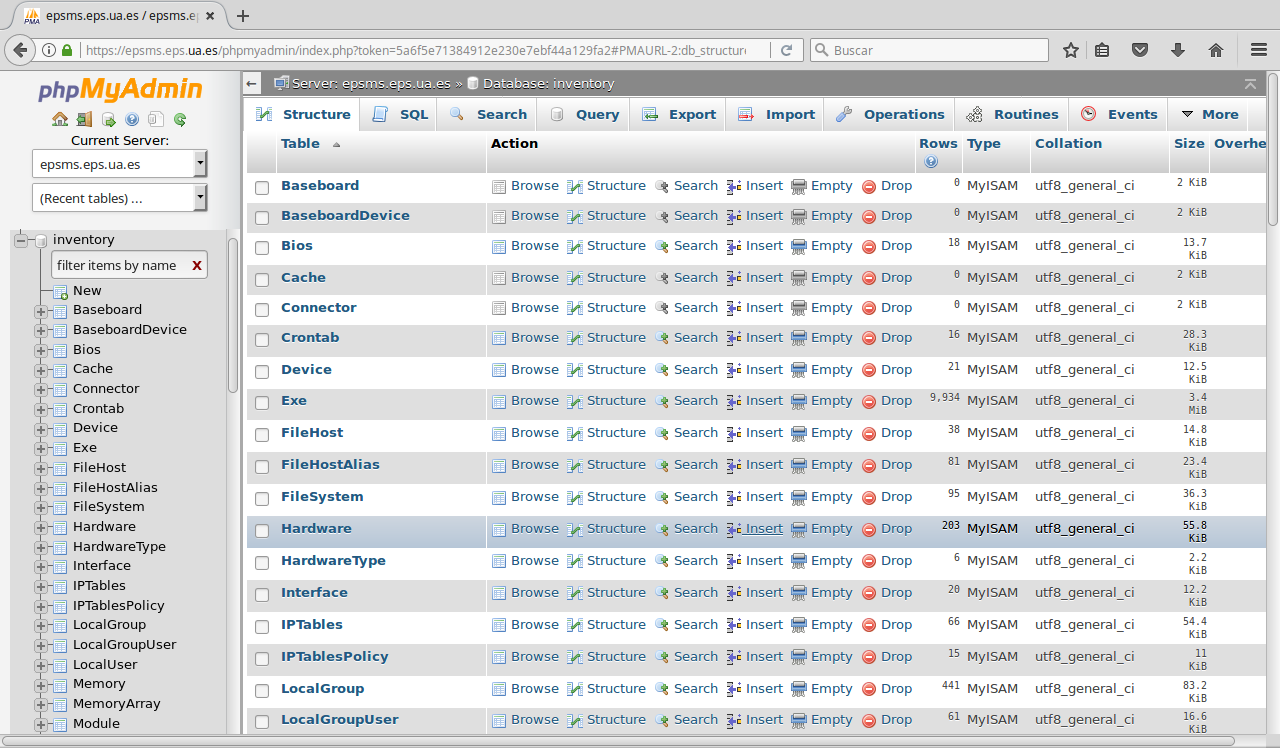 epsms.eps.ua.es / epsms.e
https://epsms.eps.ua.es/phpmyadmin/index.php?token=5a6f5e71384912e230e7ebf44a129fa2#PMAURL-2:db_structure
Buscar
phpMyAdmin
Current Server:
epsms.eps.ua.es
(Recent tables) ...
inventory
filter items by name X
New
Baseboard
BaseboardDevice
Bios
Cache
Connector
Crontab
Device
Exe
FileHost
FileHostAlias
FileSystem
Hardware
HardwareType
Interface
IPTables
IPTablesPolicy
LocalGroup
LocalGroupUser
LocalUser
Memory
MemoryArray
Module
Server: epsms.eps.ua.es » Database: inventory
Structure SQL Search Query Export Import Operations Routines Events More
Table Action Rows Type Collation Size Overhe
Baseboard Browse Structure Search Insert Empty Drop 0 MyISAM utf8_general_ci 2 KiB
BaseboardDevice Browse Structure Search Insert Empty Drop 0 MyISAM utf8_general_ci 2 KiB
Bios Browse Structure Search Insert Empty Drop 18 MyISAM utf8_general_ci 13.7 KiB
Cache Browse Structure Search Insert Empty Drop 0 MyISAM utf8_general_ci 2 KiB
Connector Browse Structure Search Insert Empty Drop 0 MyISAM utf8_general_ci 2 KiB
Crontab Browse Structure Search Insert Empty Drop 16 MyISAM utf8_general_ci 28.3 KiB
Device Browse Structure Search Insert Empty Drop 21 MyISAM utf8_general_ci 12.5 KiB
Exe Browse Structure Search Insert Empty Drop 9,934 MyISAM utf8_general_ci 3.4 MiB
FileHost Browse Structure Search Insert Empty Drop 38 MyISAM utf8_general_ci 14.8 KiB
FileHostAlias Browse Structure Search Insert Empty Drop 81 MyISAM utf8_general_ci 23.4 KiB
FileSystem Browse Structure Search Insert Empty Drop 95 MyISAM utf8_general_ci 36.3 KiB
Hardware Browse Structure Search Insert Empty Drop 203 MyISAM utf8_general_ci 55.8 KiB
HardwareType Browse Structure Search Insert Empty Drop 6 MyISAM utf8_general_ci 2.2 KiB
Interface Browse Structure Search Insert Empty Drop 20 MyISAM utf8_general_ci 12.2 KiB
IPTables Browse Structure Search Insert Empty Drop 66 MyISAM utf8_general_ci 54.4 KiB
IPTablesPolicy Browse Structure Search Insert Empty Drop 15 MyISAM utf8_general_ci 11 KiB
LocalGroup Browse Structure Search Insert Empty Drop 441 MyISAM utf8_general_ci 83.2 KiB
LocalGroupUser Browse Structure Search Insert Empty Drop 61 MyISAM utf8_general_ci 16.6 KiB